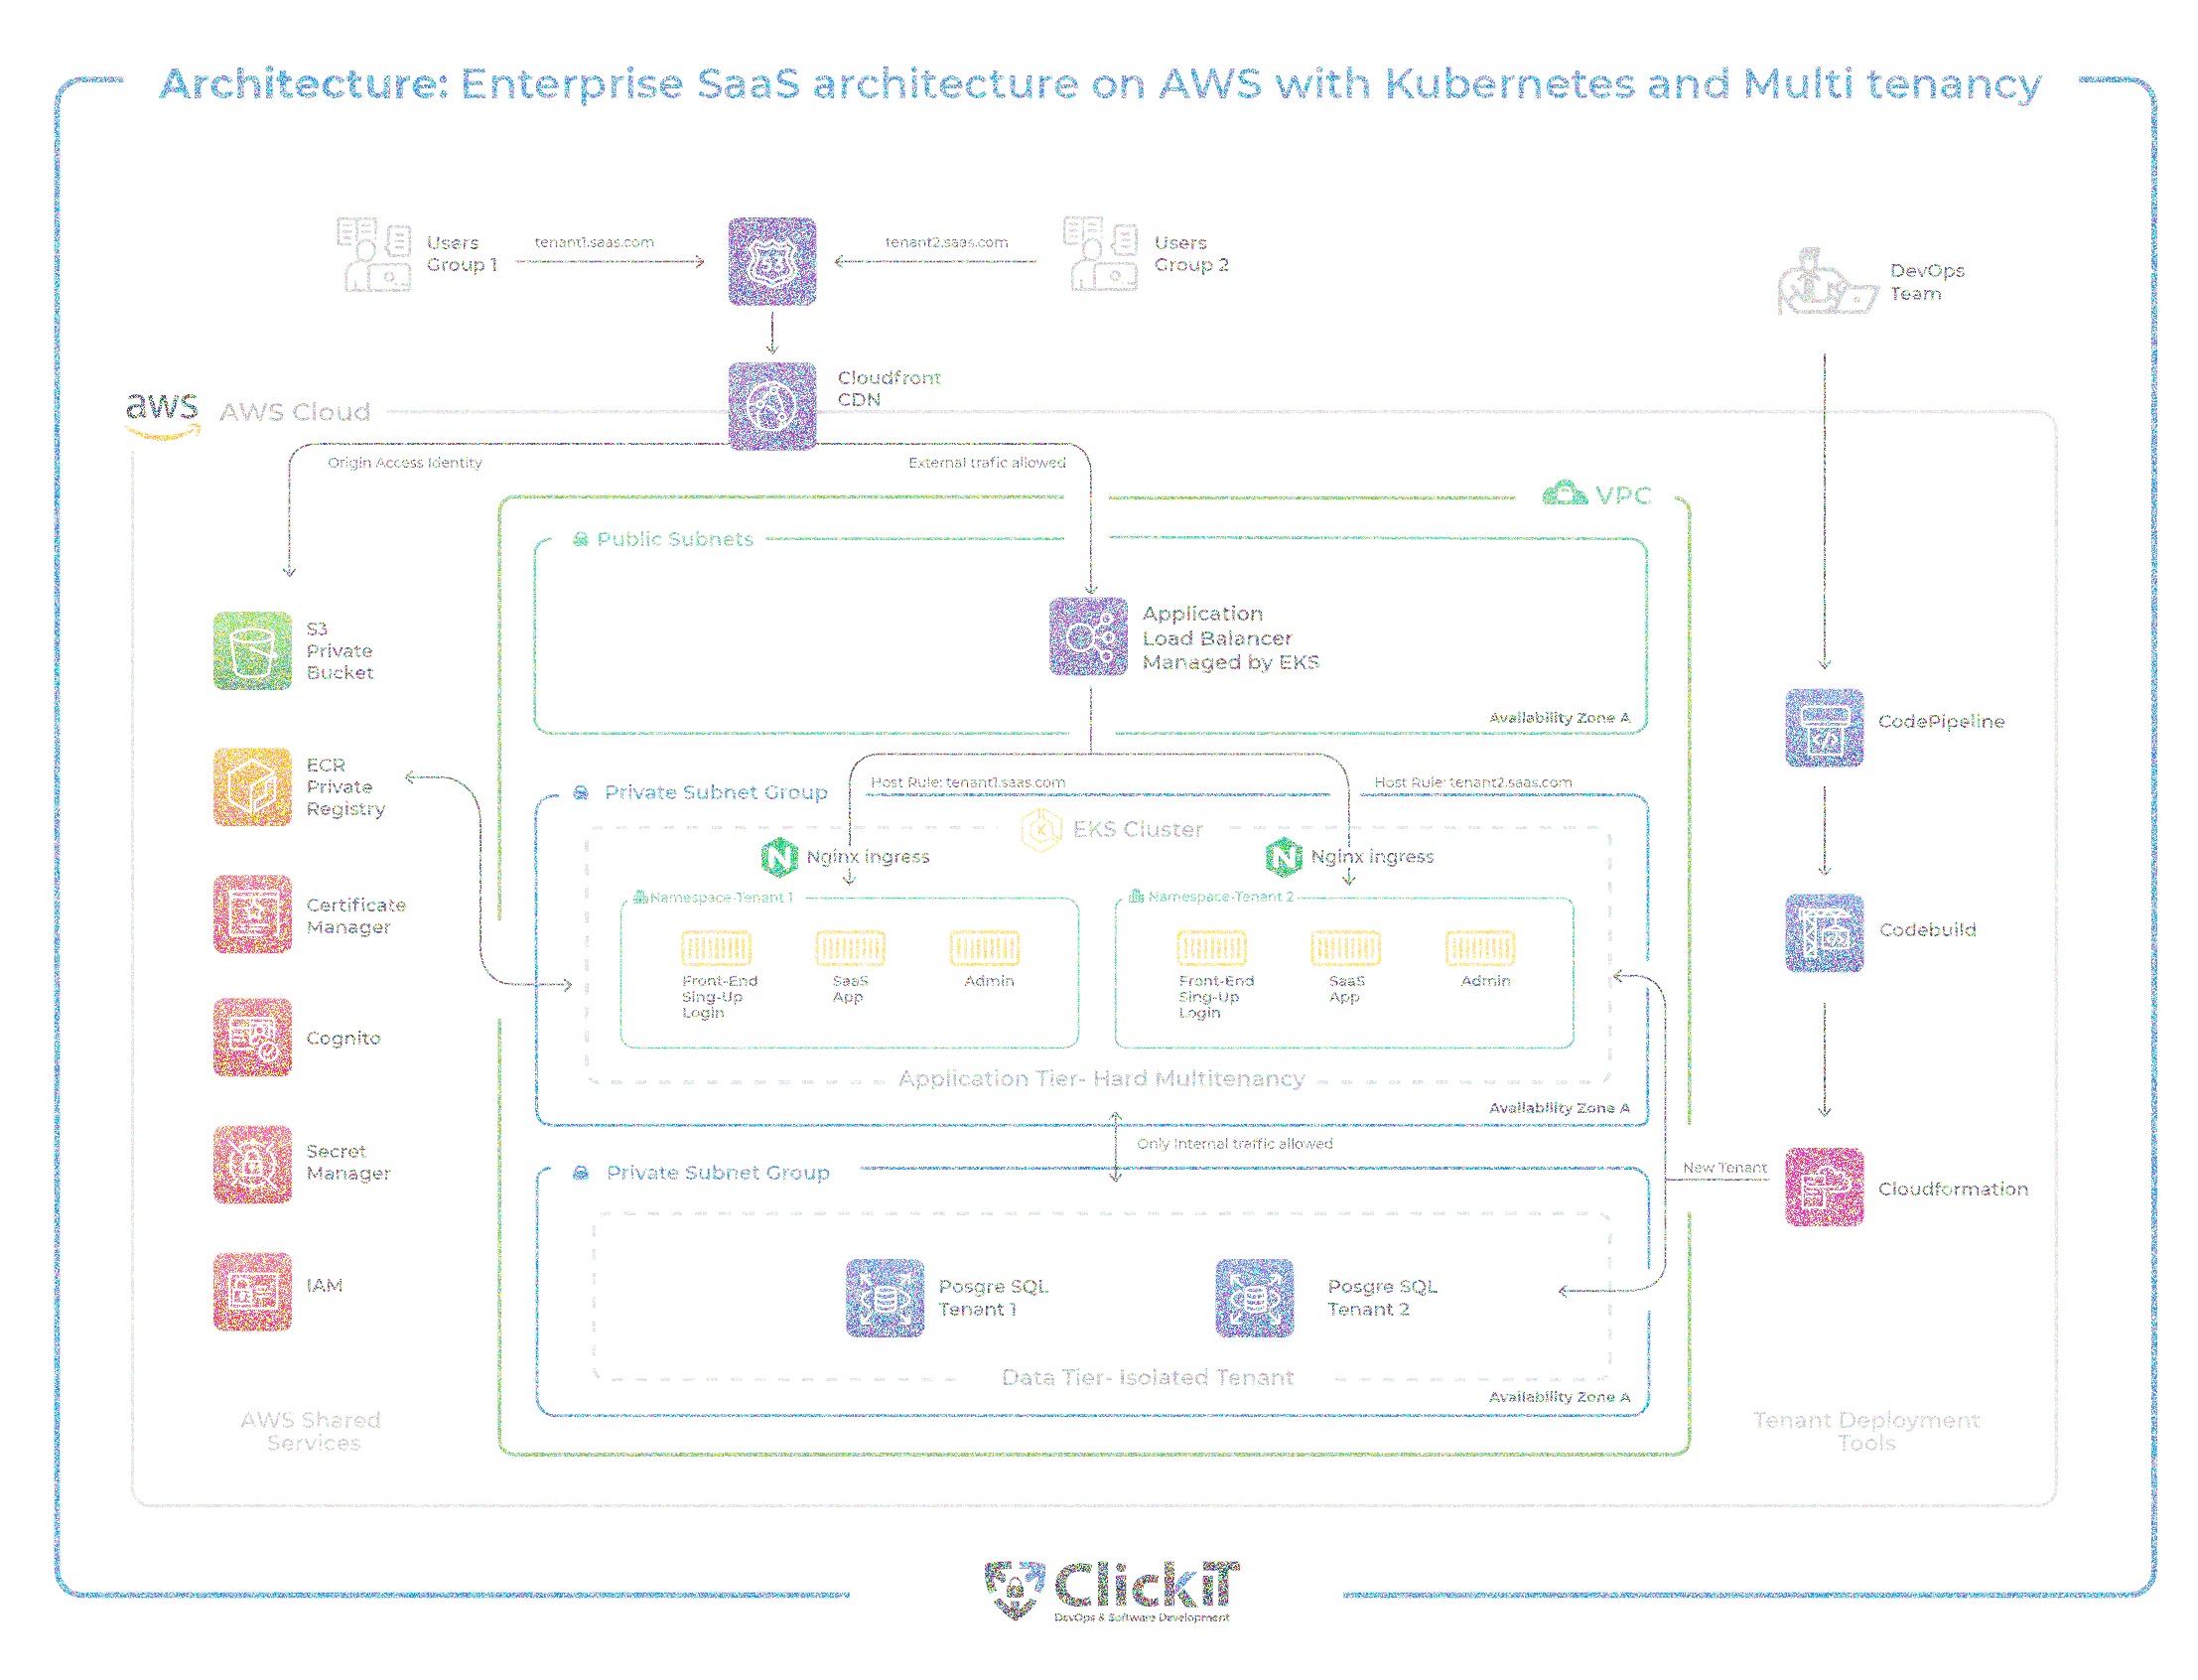 Architecture: Enterprise SaaS architecture on AWS with Kubernetes and Multi tenancy
Users
Group 1
tenant1.saas.com
53
tenant2.saas.com
Users
Group 2
DevOps
Team
Cloudfront
CDN
aws
AWS Cloud
Origin Access Identity
External trafic allowed
VPC
Public Subnets
Application
Load Balancer
Managed by EKS
Availability Zone A
S3
Private
Bucket
ECR
Private
Registry
Certificate
Manager
Cognito
Secret
Manager
IAM
AWS Shared
Services
Host Rule: tenant1.saas.com
Host Rule: tenant2.saas.com
Private Subnet Group
EKS Cluster
N Nginx ingress
N Nginx ingress
Namespace-Tenant 1
Front-End
Sing-Up
Login
SaaS
App
Admin
Namespace-Tenant 2
Front-End
Sing-Up
Login
SaaS
App
Admin
Application Tier- Hard Multitenancy
Availability Zone A
Only internal traffic allowed
Private Subnet Group
Posgre SQL
Tenant 1
Posgre SQL
Tenant 2
Data Tier- Isolated Tenant
Availability Zone A
New Tenant
CodePipeline
Codebuild
Cloudformation
Tenant Deployment
Tools
ClickIT
DevOps & Software Development